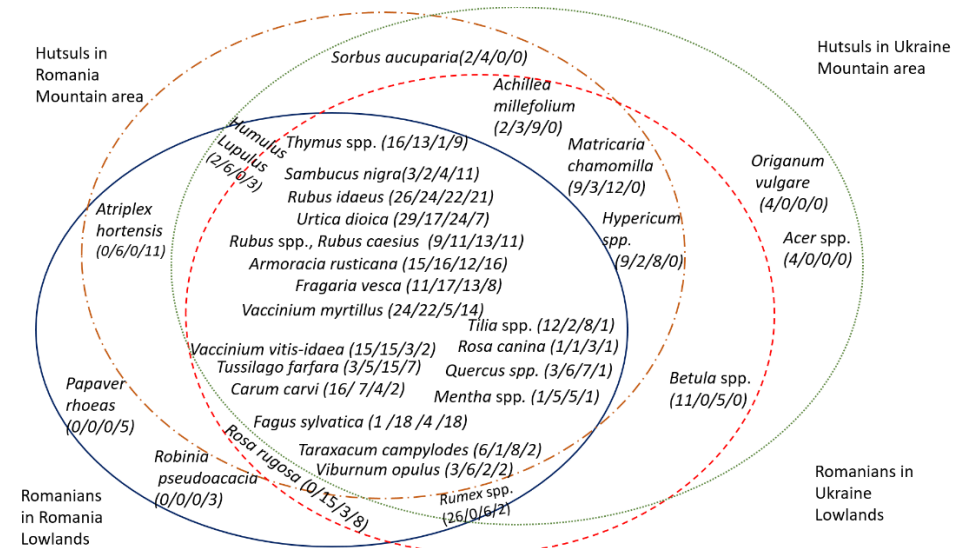 Hutsuls in
Romania
Mountain area
Hutsuls in Ukraine
Mountain area
Sorbus aucuparia(2/4/0/0)
Achillea
millefolium
(2/3/9/0)
Humulus
Lupulus
(2/6/0/3)
Thymus spp. (16/13/1/9)
Matricaria
chamomilla
(9/3/12/0)
Origanum
vulgare
(4/0/0/0)
Sambucus nigra(3/2/4/11)
Rubus idaeus (26/24/22/21)
Atriplex
hortensis
(0/6/0/11)
Urtica dioica (29/17/24/7)
Hypericum
spp.
(9/2/8/0)
Acer spp.
(4/0/0/0)
Rubus spp., Rubus caesius (9/11/13/11)
Armoracia rusticana (15/16/12/16)
Fragaria vesca (11/17/13/8)
Vaccinium myrtillus (24/22/5/14)
Tilia spp. (12/2/8/1)
Vaccinium vitis-idaea (15/15/3/2)
Rosa canina (1/1/3/1)
Tussilago farfara (3/5/15/7)
Quercus spp. (3/6/7/1)
Carum carvi (16/ 7/4/2)
Mentha spp. (1/5/5/1)
Betula spp.
(11/0/5/0)
Papaver
rhoeas
(0/0/0/5)
Fagus sylvatica (1 /18 /4 /18)
Rosa rugosa (0/15/3/8)
Taraxacum campylodes (6/1/8/2)
Viburnum opulus (3/6/2/2)
Robinia
pseudoacacia
(0/0/0/3)
Rumex spp.
(26/0/6/2)
Romanians
in Romania
Lowlands
Romanians in
Ukraine
Lowlands